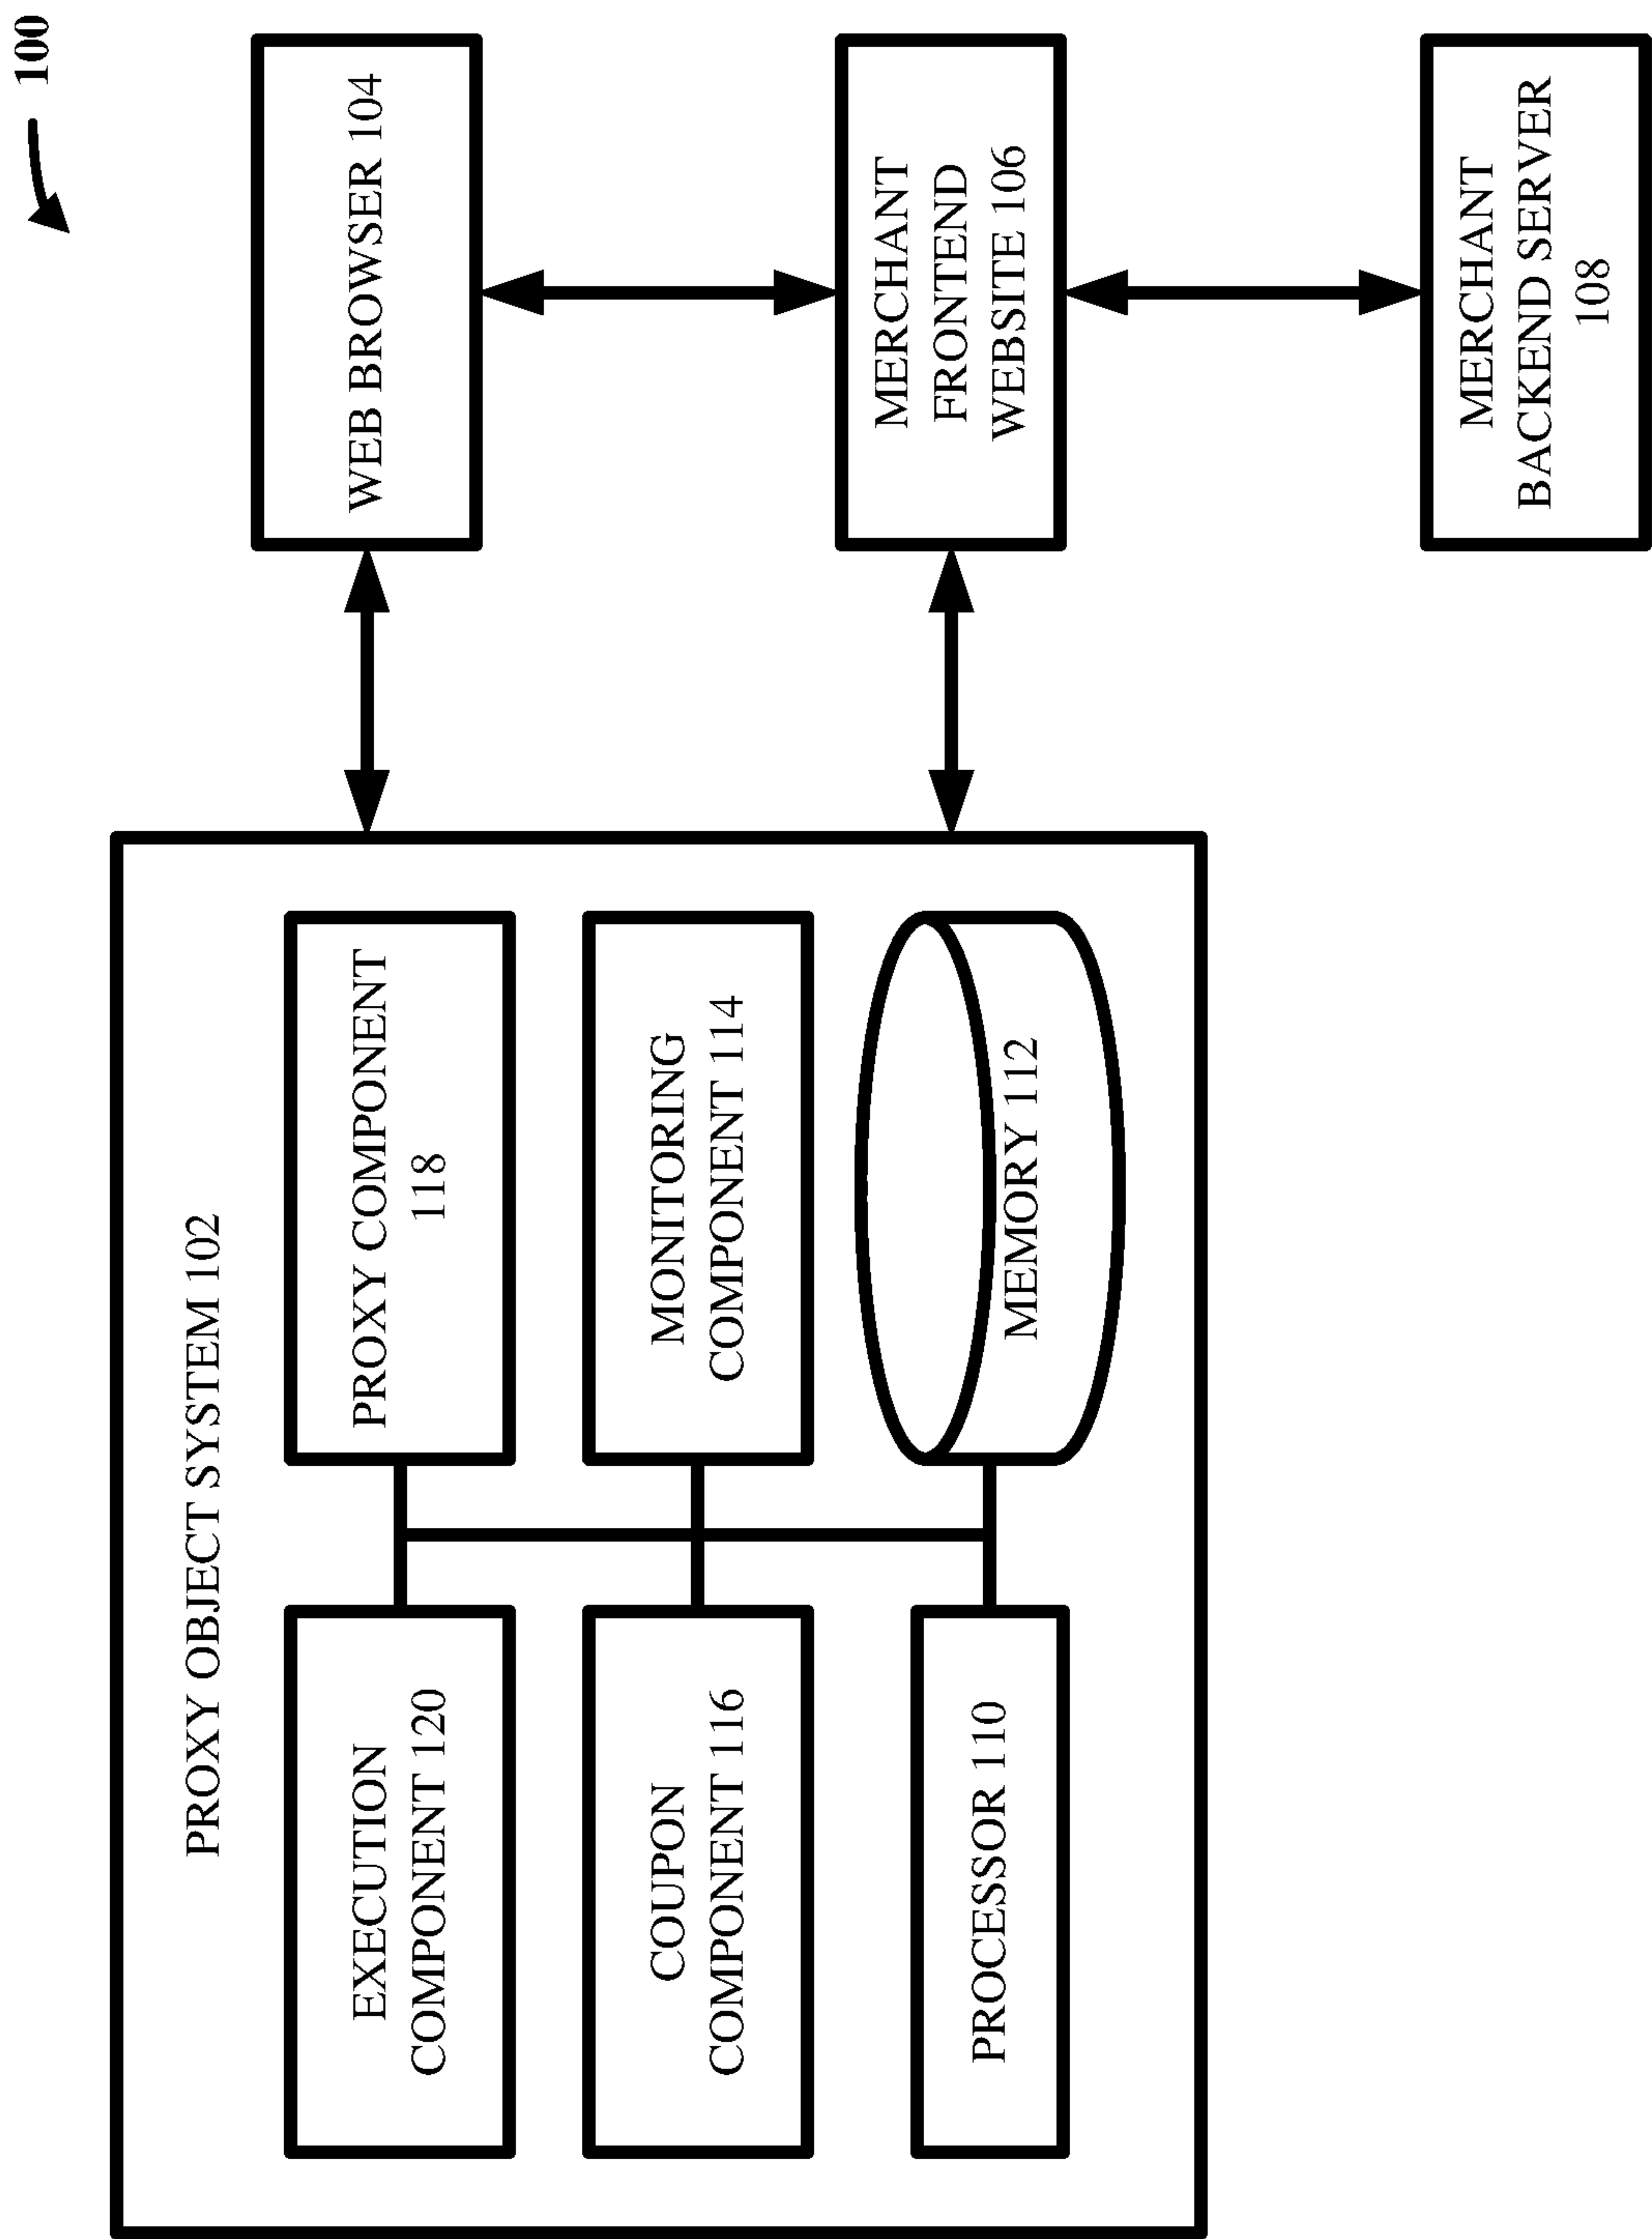 100
PROXY OBJECT SYSTEM 102
EXECUTION
COMPONENT 120
PROXY COMPONENT
118
COUPON
COMPONENT 116
MONITORING
COMPONENT 114
PROCESSOR 110
MEMORY 112
WEB BROWSER 104
MERCHANT
FRONTEND
WEBSITE 106
MERCHANT
BACKEND SERVER
108